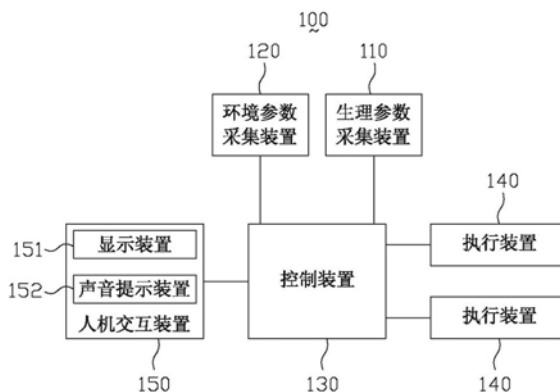 100
120
110
环境参数
采集装置
生理参数
采集装置
140
151
显示装置
152
声音提示装置
人机交互装置
控制装置
执行装置
执行装置
150
130
140